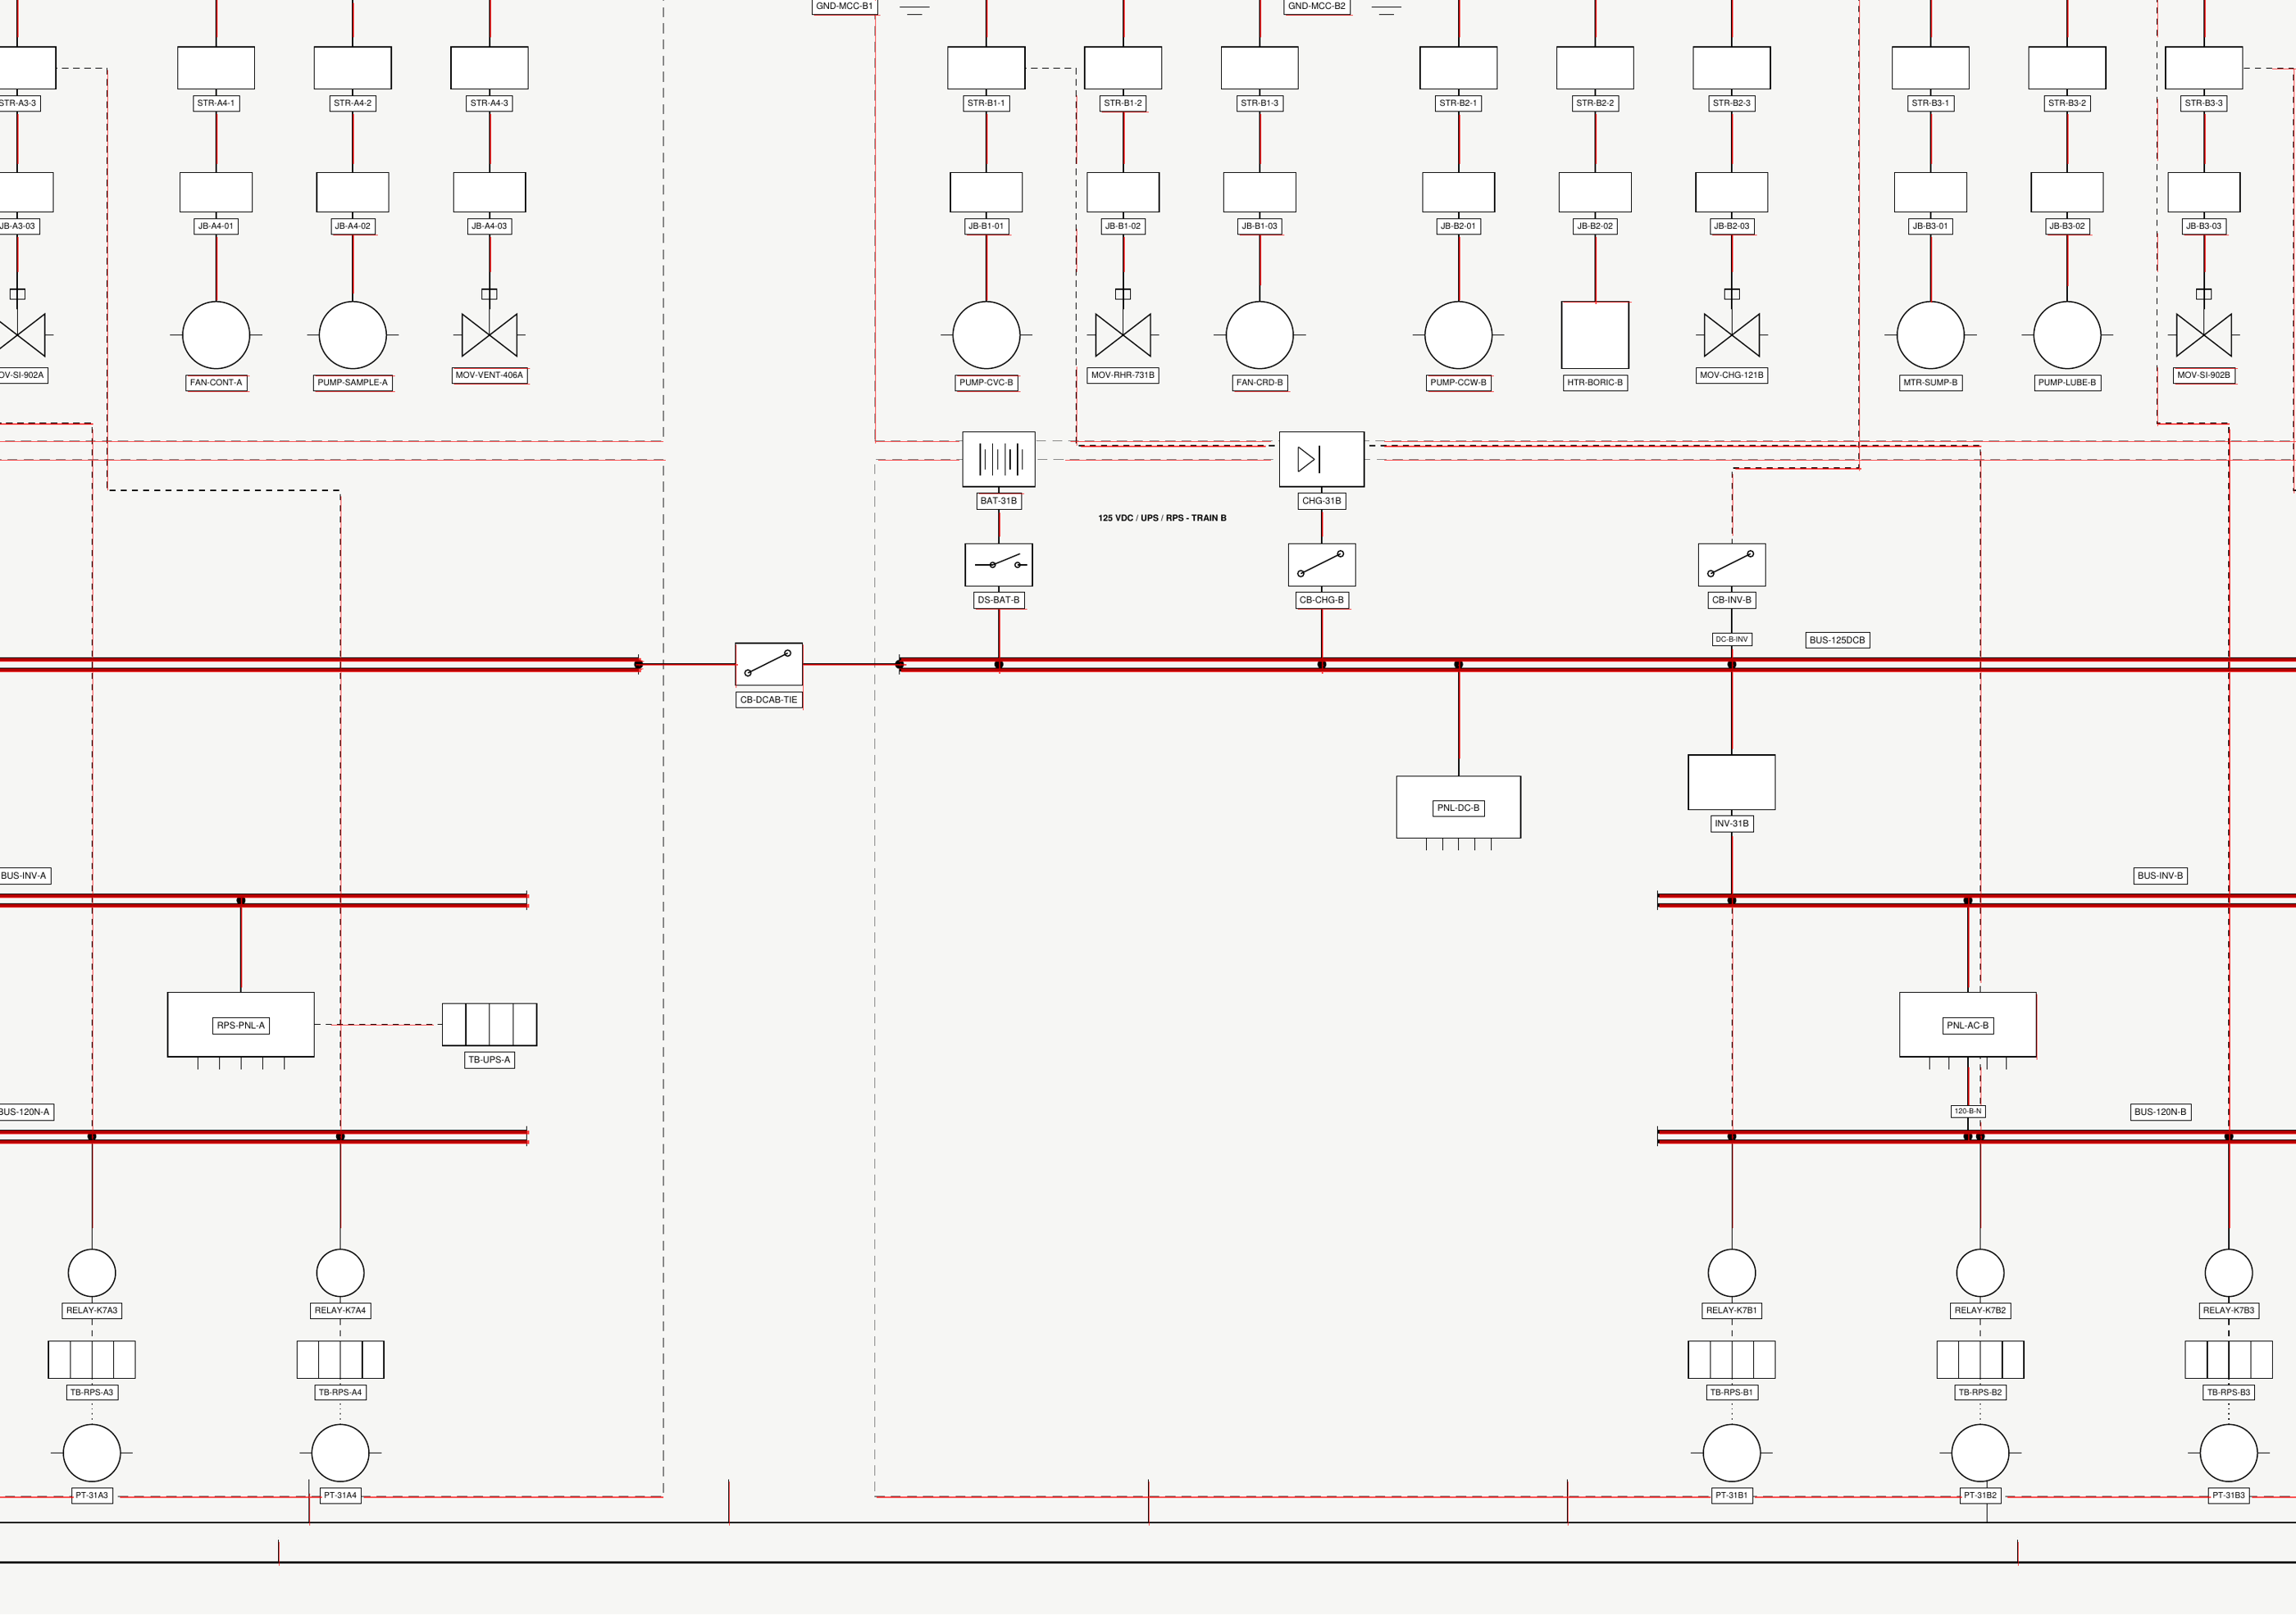 GND-MCC-B1
GND-MCC-B2
STR-A3-3
STR-A4-1
STR-A4-2
STR-A4-3
STR-B1-1
STR-B1-2
STR-B1-3
STR-B2-1
STR-B2-2
STR-B2-3
STR-B3-1
STR-B3-2
STR-B3-3
JB-A3-03
JB-A4-01
JB-A4-02
JB-A4-03
JB-B1-01
JB-B1-02
JB-B1-03
JB-B2-01
JB-B2-02
JB-B2-03
JB-B3-01
JB-B3-02
JB-B3-03
OV-SI-902A
FAN-CONT-A
PUMP-SAMPLE-A
MOV-VENT-406A
PUMP-CVC-B
MOV-RHR-731B
FAN-CRD-B
PUMP-CCW-B
HTR-BORIC-B
MOV-CHG-121B
MTR-SUMP-B
PUMP-LUBE-B
MOV-SI-902B
BAT-31B
CHG-31B
125 VDC / UPS / RPS - TRAIN B
DS-BAT-B
CB-CHG-B
CB-INV-B
DC-B-INV
BUS-125DCB
CB-DCAB-TIE
PNL-DC-B
INV-31B
BUS-INV-A
BUS-INV-B
RPS-PNL-A
TB-UPS-A
PNL-AC-B
BUS-120N-A
120-B-N
BUS-120N-B
RELAY-K7A3
RELAY-K7A4
RELAY-K7B1
RELAY-K7B2
RELAY-K7B3
TB-RPS-A3
TB-RPS-A4
TB-RPS-B1
TB-RPS-B2
TB-RPS-B3
PT-31A3
PT-31A4
PT-31B1
PT-31B2
PT-31B3